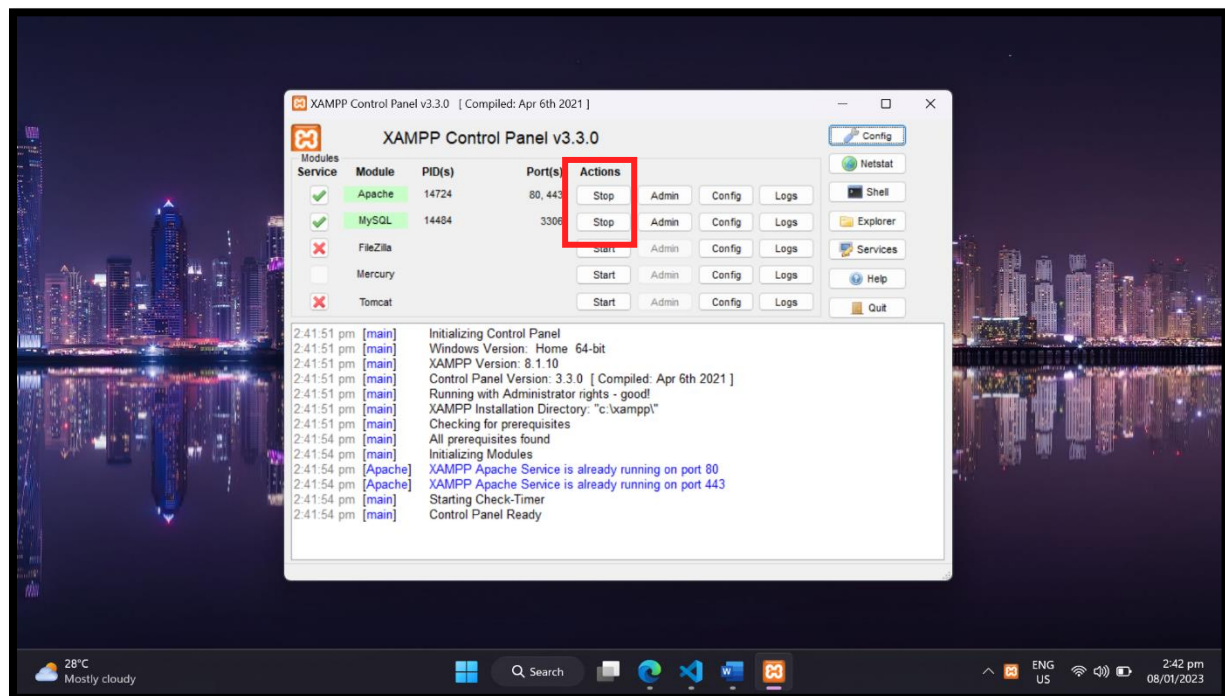 XAMPP Control Panel v3.3.0 [ Compiled: Apr 6th 2021 ]
XAMPP Control Panel v3.3.0
Config
Modules
Service Module PID(s) Port(s) Actions
Netstat
Apache 14724 80, 443 Stop Admin Config Logs
Shell
MySQL 14484 3306 Stop Admin Config Logs
Explorer
FileZilla Start Admin Config Logs
Services
Mercury Start Admin Config Logs
Help
Tomcat Start Admin Config Logs
Quit
2:41:51 pm [main] Initializing Control Panel
2:41:51 pm [main] Windows Version: Home 64-bit
2:41:51 pm [main] XAMPP Version: 8.1.10
2:41:51 pm [main] Control Panel Version: 3.3.0 [ Compiled: Apr 6th 2021 ]
2:41:51 pm [main] Running with Administrator rights - good!
2:41:51 pm [main] XAMPP Installation Directory: "c:\xampp\"
2:41:51 pm [main] Checking for prerequisites
2:41:54 pm [main] All prerequisites found
2:41:54 pm [main] Initializing Modules
2:41:54 pm [Apache] XAMPP Apache Service is already running on port 80
2:41:54 pm [Apache] XAMPP Apache Service is already running on port 443
2:41:54 pm [main] Starting Check-Timer
2:41:54 pm [main] Control Panel Ready
28°C
Mostly cloudy
Search
ENG
US
2:42 pm
08/01/2023